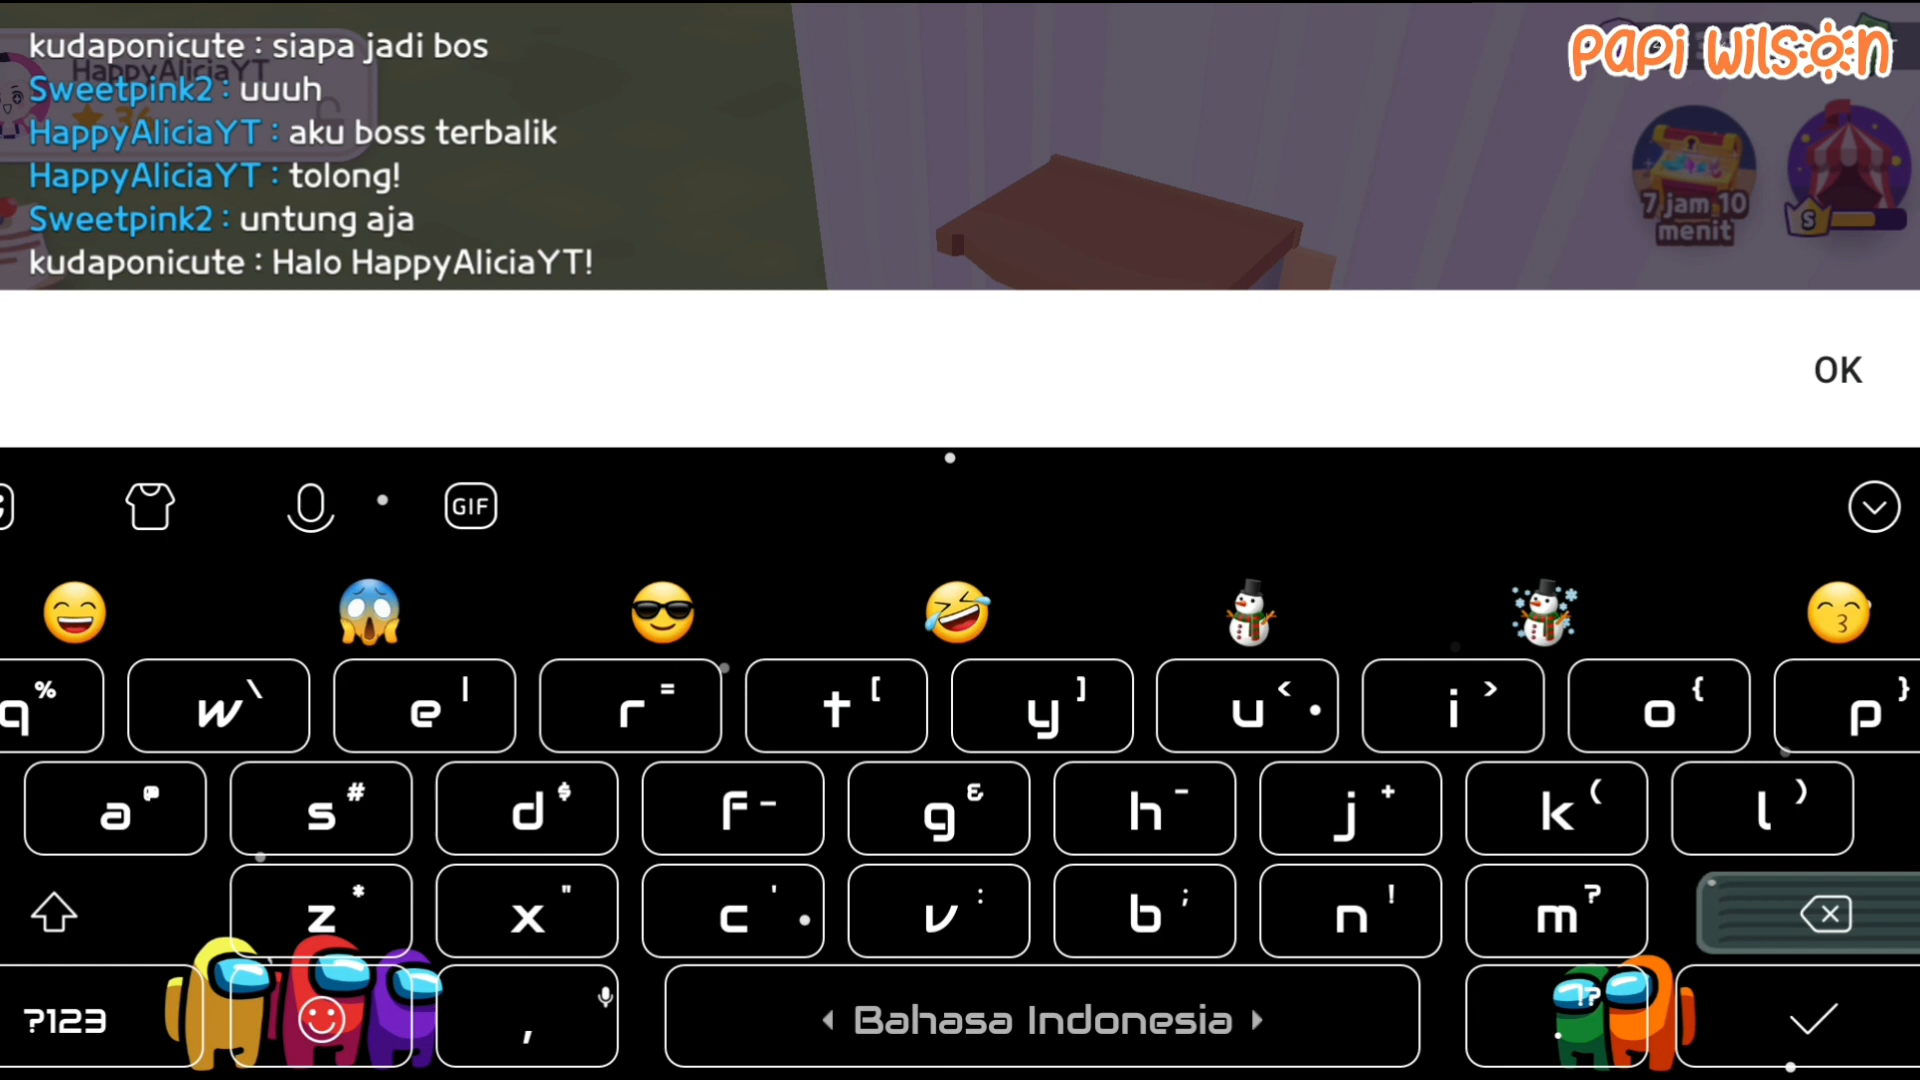 kudaponicute : siapa jadi bos
Sweetpink2 : uuuh
HappyAliciaYT : aku boss terbalik
HappyAliciaYT : tolong!
Sweetpink2 : untung aja
kudaponicute : Halo HappyAliciaYT!
HappyAliciaYT
papi wilson
7 jam 10
menit
S
OK
GIF
q % w \ e | r = t [ y ] u < i > o { p }
a @ s # d $ f - g & h - j + k ( l )
z * x " c ' v : b ; n ! m ?
?123 , Bahasa Indonesia !?